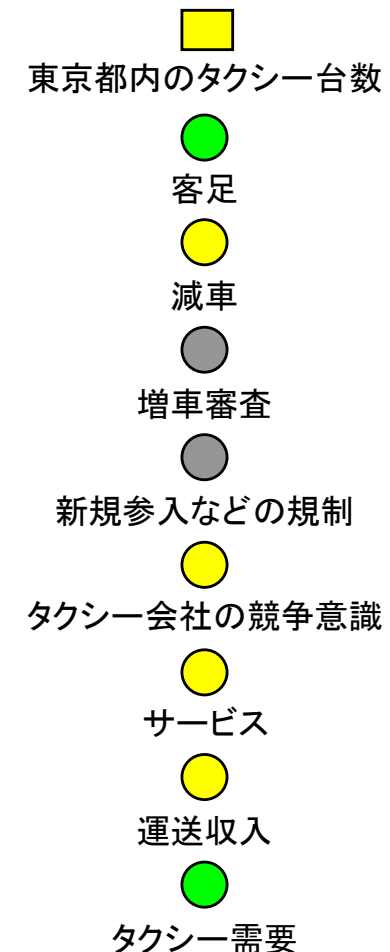 東京都内のタクシー台数
客足
減車
増車審査
新規参入などの規制
タクシー会社の競争意識
サービス
運送収入
タクシー需要